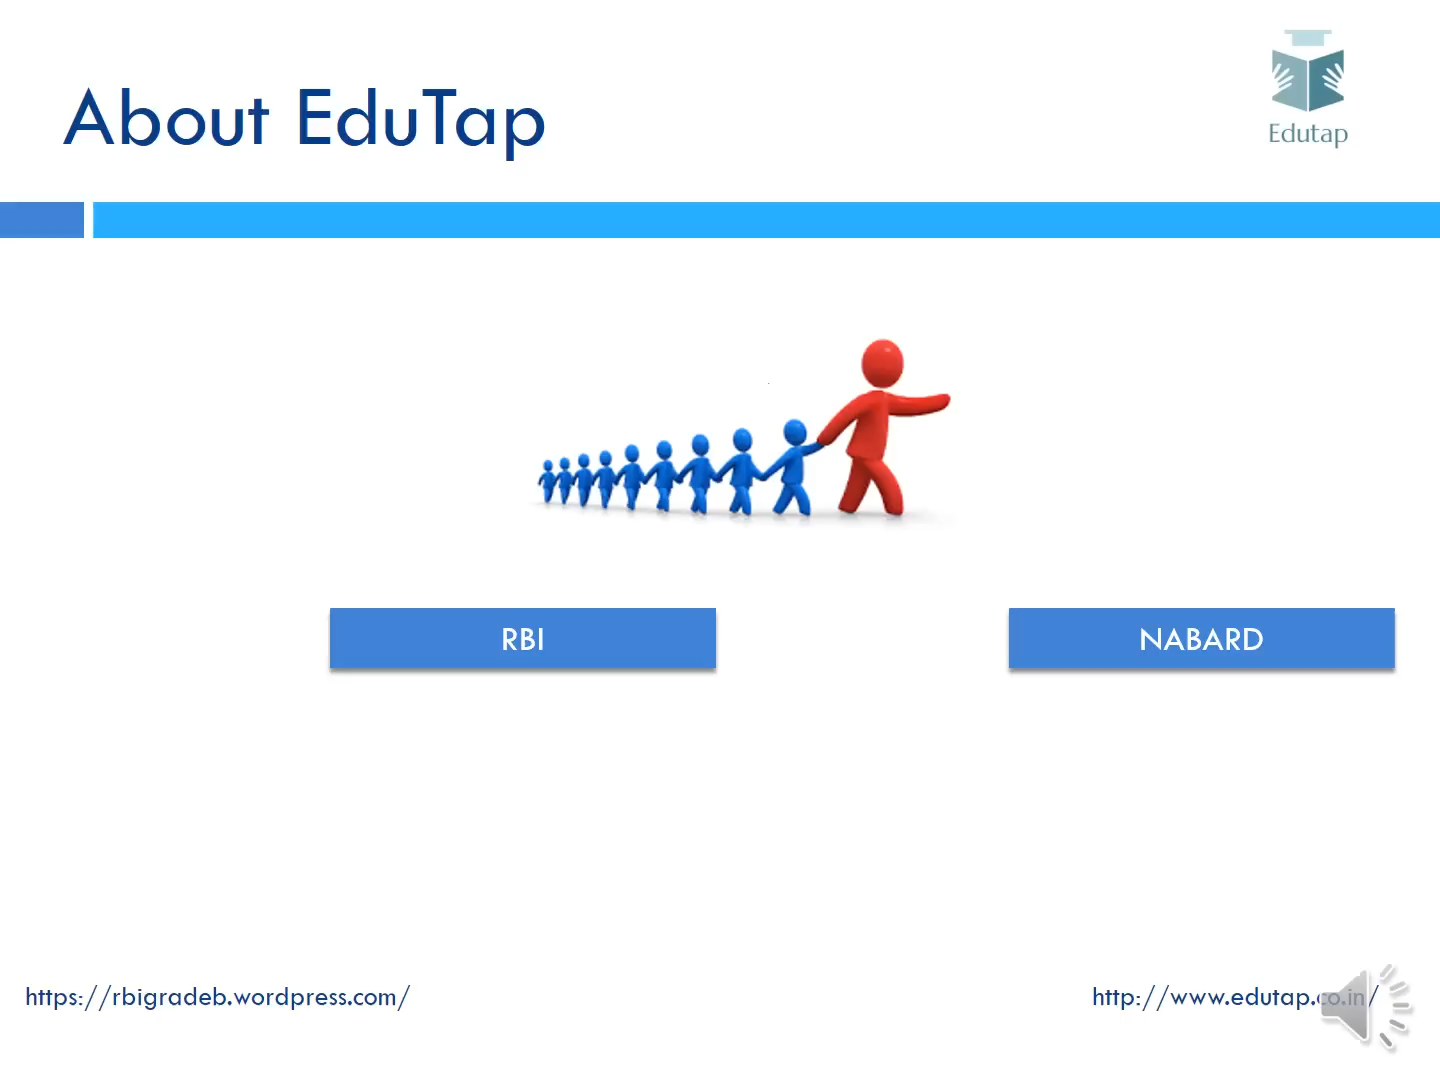 About EduTap
Edutap
RBI
NABARD
https://rbigradeb.wordpress.com/
http://www.edutap.co.in/